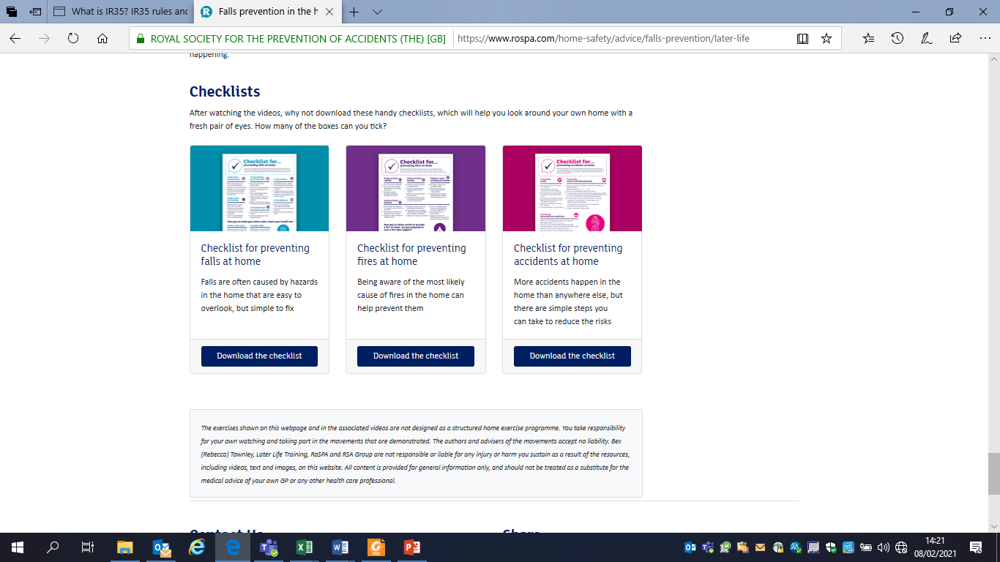 What is IR35? IR35 rules and
Falls prevention in the h
ROYAL SOCIETY FOR THE PREVENTION OF ACCIDENTS (THE) [GB]
https://www.rospa.com/home-safety/advice/falls-prevention/later-life
happening.
Checklists
After watching the videos, why not download these handy checklists, which will help you look around your own home with a
fresh pair of eyes. How many of the boxes can you tick?
Checklist for...
preventing falls at home
Checklist for...
preventing fires at home
Checklist for...
preventing accidents at home
Checklist for preventing
falls at home
Falls are often caused by hazards
in the home that are easy to
overlook, but simple to fix
Download the checklist
Checklist for preventing
fires at home
Being aware of the most likely
cause of fires in the home can
help prevent them
Download the checklist
Checklist for preventing
accidents at home
More accidents happen in the
home than anywhere else, but
there are simple steps you
can take to reduce the risks
Download the checklist
The exercises shown on this webpage and in the associated videos are not designed as a structured home exercise programme. You take responsibility
for your own watching and taking part in the movements that are demonstrated. The authors and advisers of the movements accept no liability. Bex
(Rebecca) Townley, Later Life Training, RoSPA and RSA Group are not responsible or liable for any injury or harm you sustain as a result of the resources,
including videos, text and images, on this website. All content is provided for general information only, and should not be treated as a substitute for the
medical advice of your own GP or any other health care professional.
Contact Us
Share
14:21
08/02/2021